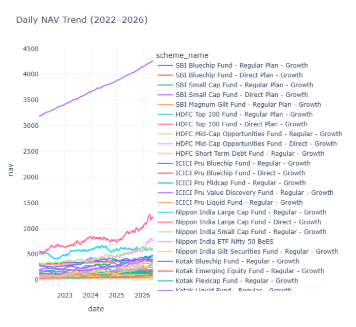 Daily NAV Trend (2022–2026)
scheme_name
SBI Bluechip Fund - Regular Plan - Growth
SBI Bluechip Fund - Direct Plan - Growth
SBI Small Cap Fund - Regular Plan - Growth
SBI Small Cap Fund - Direct Plan - Growth
SBI Magnum Gilt Fund - Regular Plan - Growth
HDFC Top 100 Fund - Regular Plan - Growth
HDFC Top 100 Fund - Direct Plan - Growth
HDFC Mid-Cap Opportunities Fund - Regular - Growth
HDFC Mid-Cap Opportunities Fund - Direct - Growth
HDFC Short Term Debt Fund - Regular - Growth
ICICI Pru Bluechip Fund - Regular - Growth
ICICI Pru Bluechip Fund - Direct - Growth
ICICI Pru Midcap Fund - Regular - Growth
ICICI Pru Value Discovery Fund - Regular - Growth
ICICI Pru Liquid Fund - Regular - Growth
Nippon India Large Cap Fund - Regular - Growth
Nippon India Large Cap Fund - Direct - Growth
Nippon India Small Cap Fund - Regular - Growth
Nippon India ETF Nifty 50 BeES
Nippon India Gilt Securities Fund - Regular - Growth
Kotak Bluechip Fund - Regular - Growth
Kotak Emerging Equity Fund - Regular - Growth
Kotak Flexicap Fund - Regular - Growth
Kotak Liquid Fund - Regular - Growth
4500
4000
3500
3000
2500
2000
1500
1000
500
0
nav
2023
2024
2025
2026
date